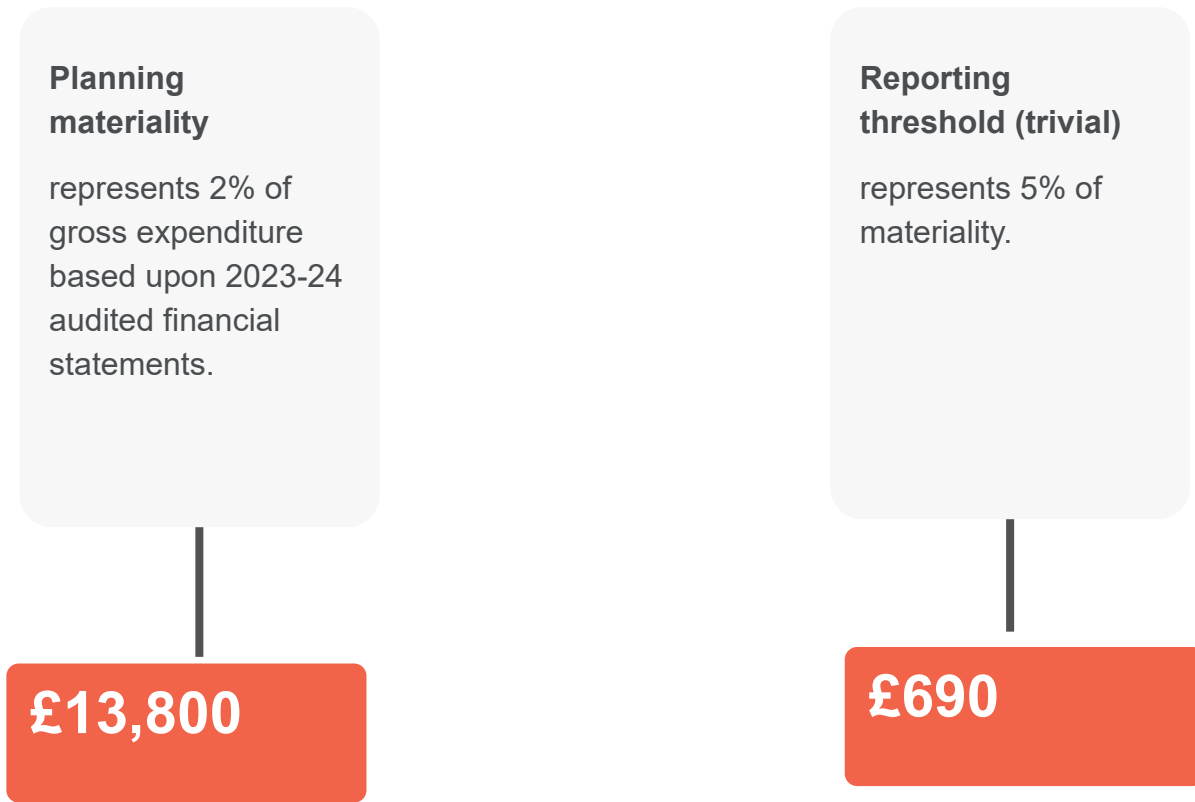 Planning
materiality
represents 2% of
gross expenditure
based upon 2023-24
audited financial
statements.
£13,800
Reporting
threshold (trivial)
represents 5% of
materiality.
£690